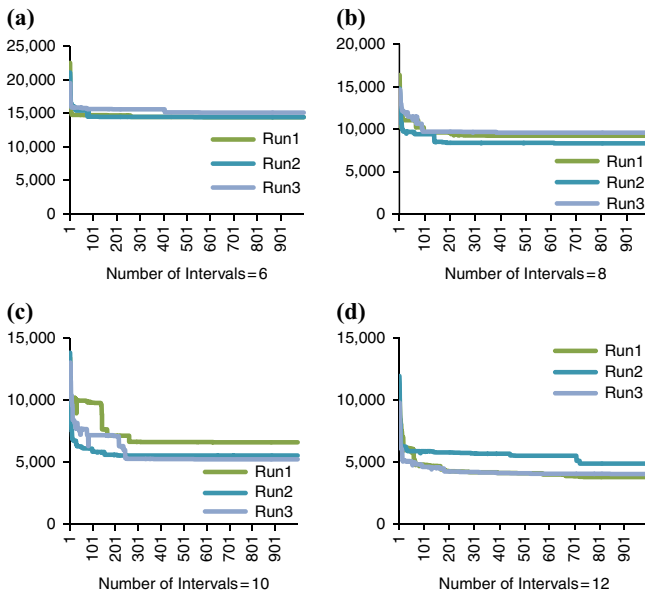 (a)
25,000
20,000
15,000
10,000
5,000
0
Run1
Run2
Run3
1
101
201
301
401
501
601
701
801
901
Number of Intervals=6
(b)
20,000
15,000
10,000
5,000
0
Run1
Run2
Run3
1
101
201
301
401
501
601
701
801
901
Number of Intervals=8
(c)
15,000
10,000
5,000
0
Run1
Run2
Run3
1
101
201
301
401
501
601
701
801
901
Number of Intervals=10
(d)
15,000
10,000
5,000
0
Run1
Run2
Run3
1
101
201
301
401
501
601
701
801
901
Number of Intervals=12